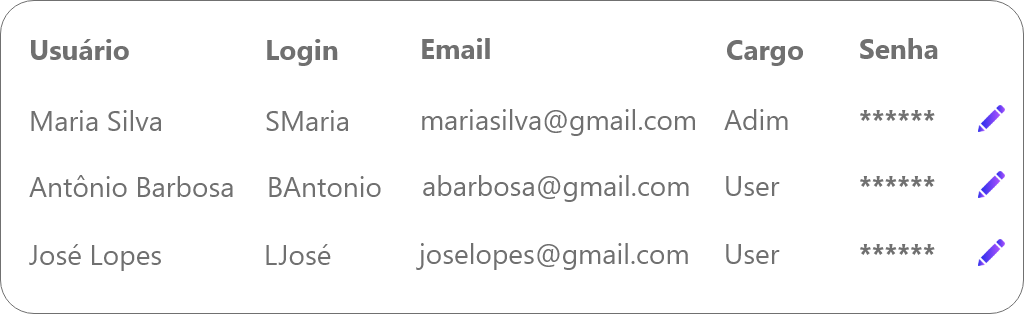 Usuário Login Email Cargo Senha
Maria Silva SMaria mariasilva@gmail.com Adim ******
Antônio Barbosa BAntonio abarbosa@gmail.com User ******
José Lopes LJosé joselopes@gmail.com User ******